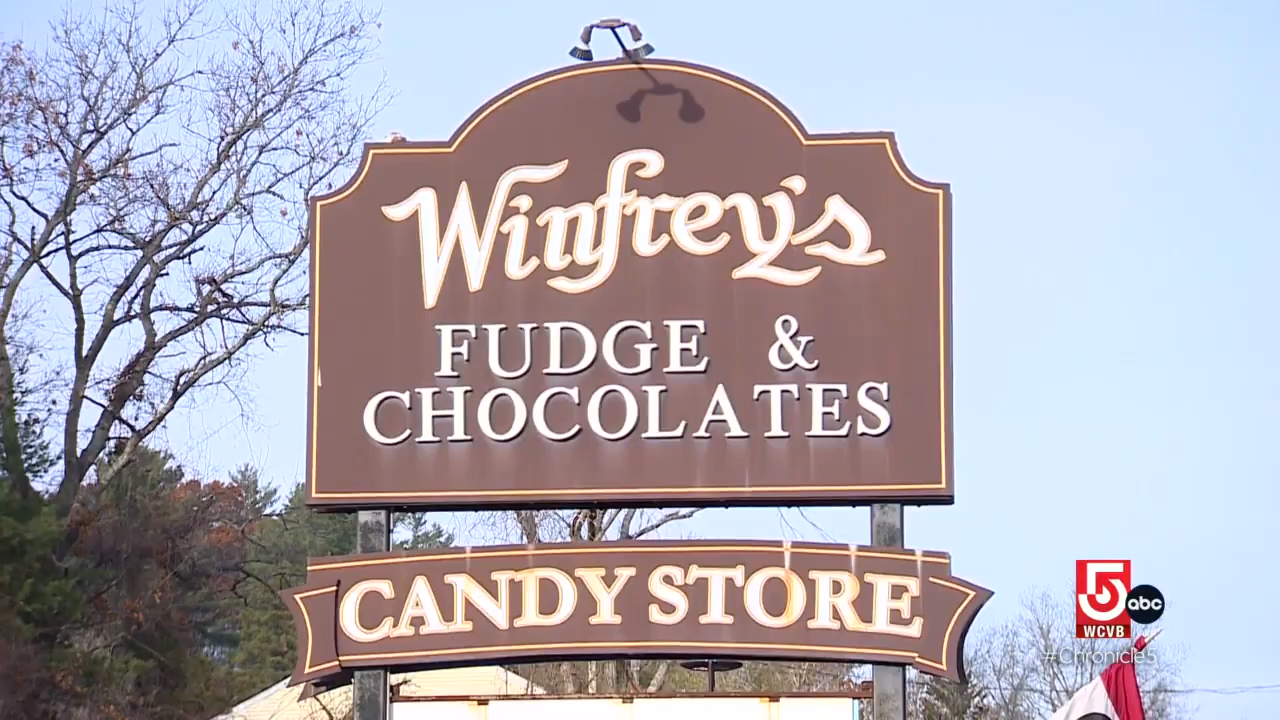 Winfrey's
FUDGE &
CHOCOLATES
CANDY STORE
5 abc
WCVB
#Chronicle5